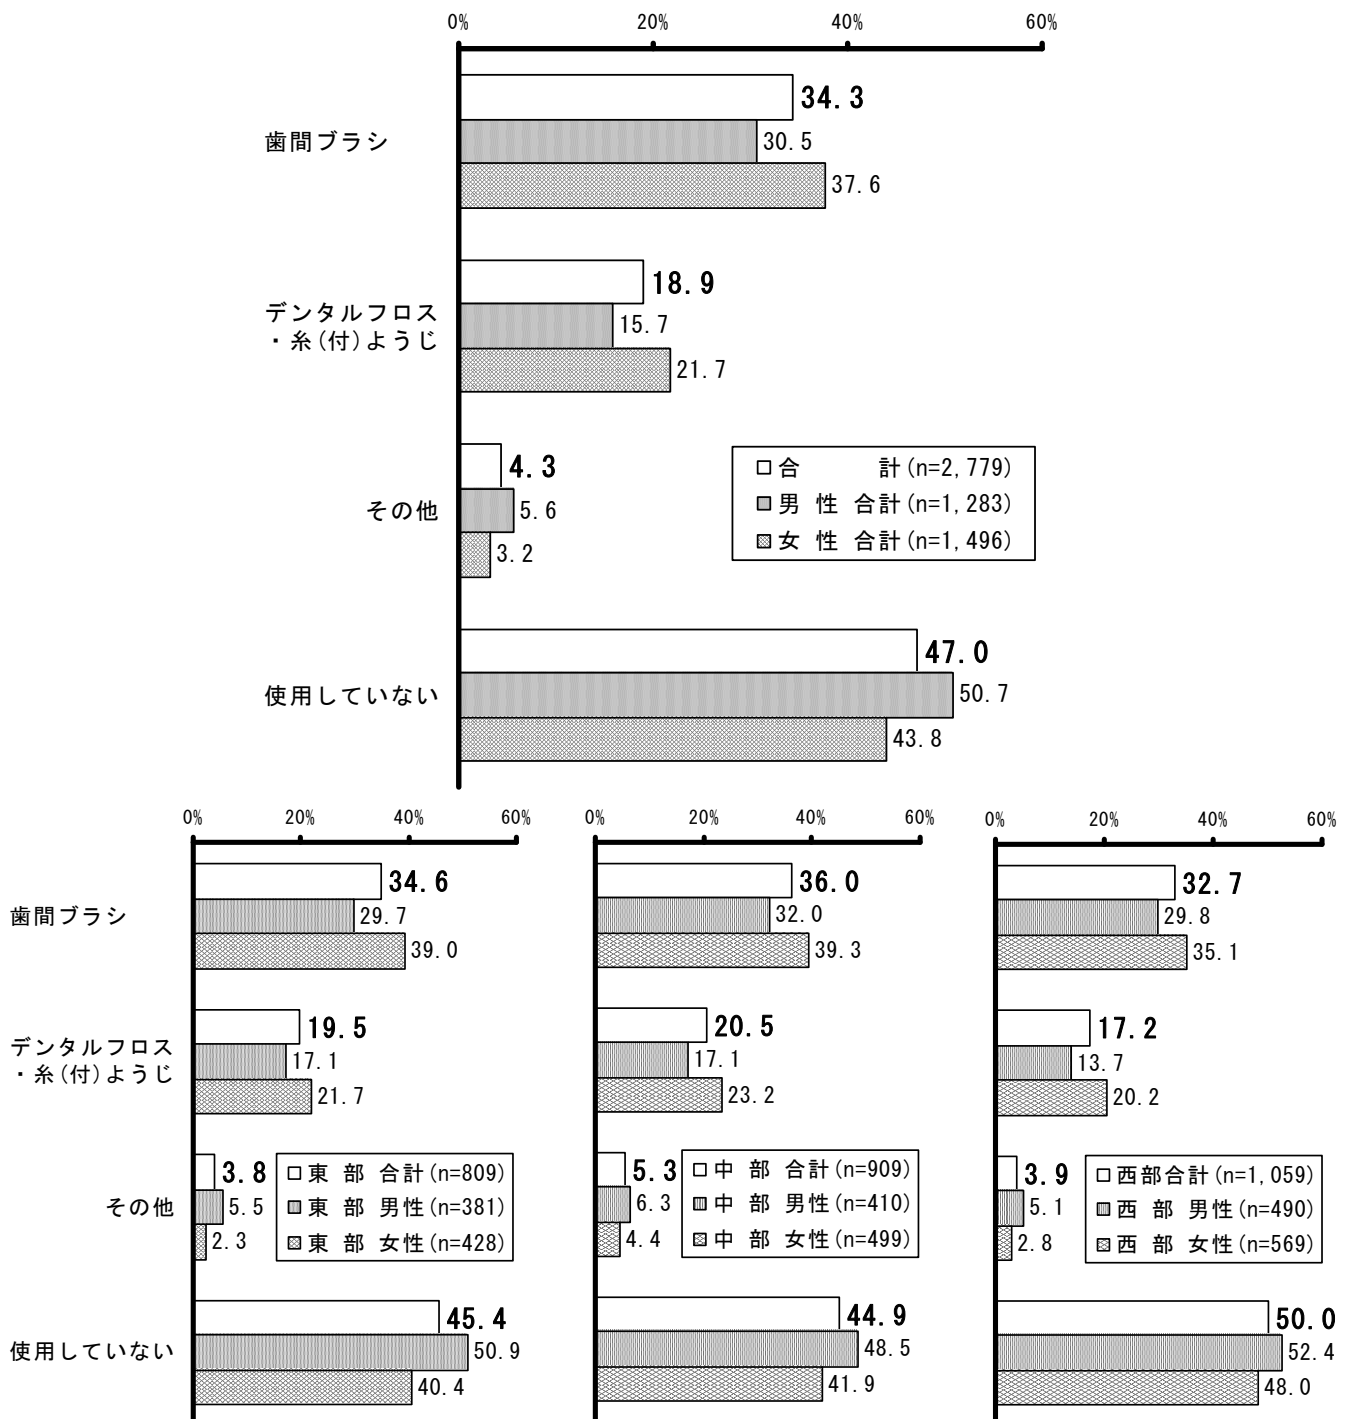 0% 20% 40% 60%
歯間ブラシ
34.3
30.5
37.6
デンタルフロス
・糸(付)ようじ
18.9
15.7
21.7
その他
4.3
5.6
3.2
合計(n=2,779)
男性 合計(n=1,283)
女性 合計(n=1,496)
使用していない
47.0
50.7
43.8
0% 20% 40% 60%
歯間ブラシ
34.6
29.7
39.0
デンタルフロス
・糸(付)ようじ
19.5
17.1
21.7
その他
3.8
5.5
2.3
東部 合計(n=809)
東部 男性(n=381)
東部 女性(n=428)
使用していない
45.4
50.9
40.4
0% 20% 40% 60%
36.0
32.0
39.3
20.5
17.1
23.2
5.3
6.3
4.4
中部 合計(n=909)
中部 男性(n=410)
中部 女性(n=499)
44.9
48.5
41.9
0% 20% 40% 60%
32.7
29.8
35.1
17.2
13.7
20.2
3.9
5.1
2.8
西部合計(n=1,059)
西部 男性(n=490)
西部 女性(n=569)
50.0
52.4
48.0